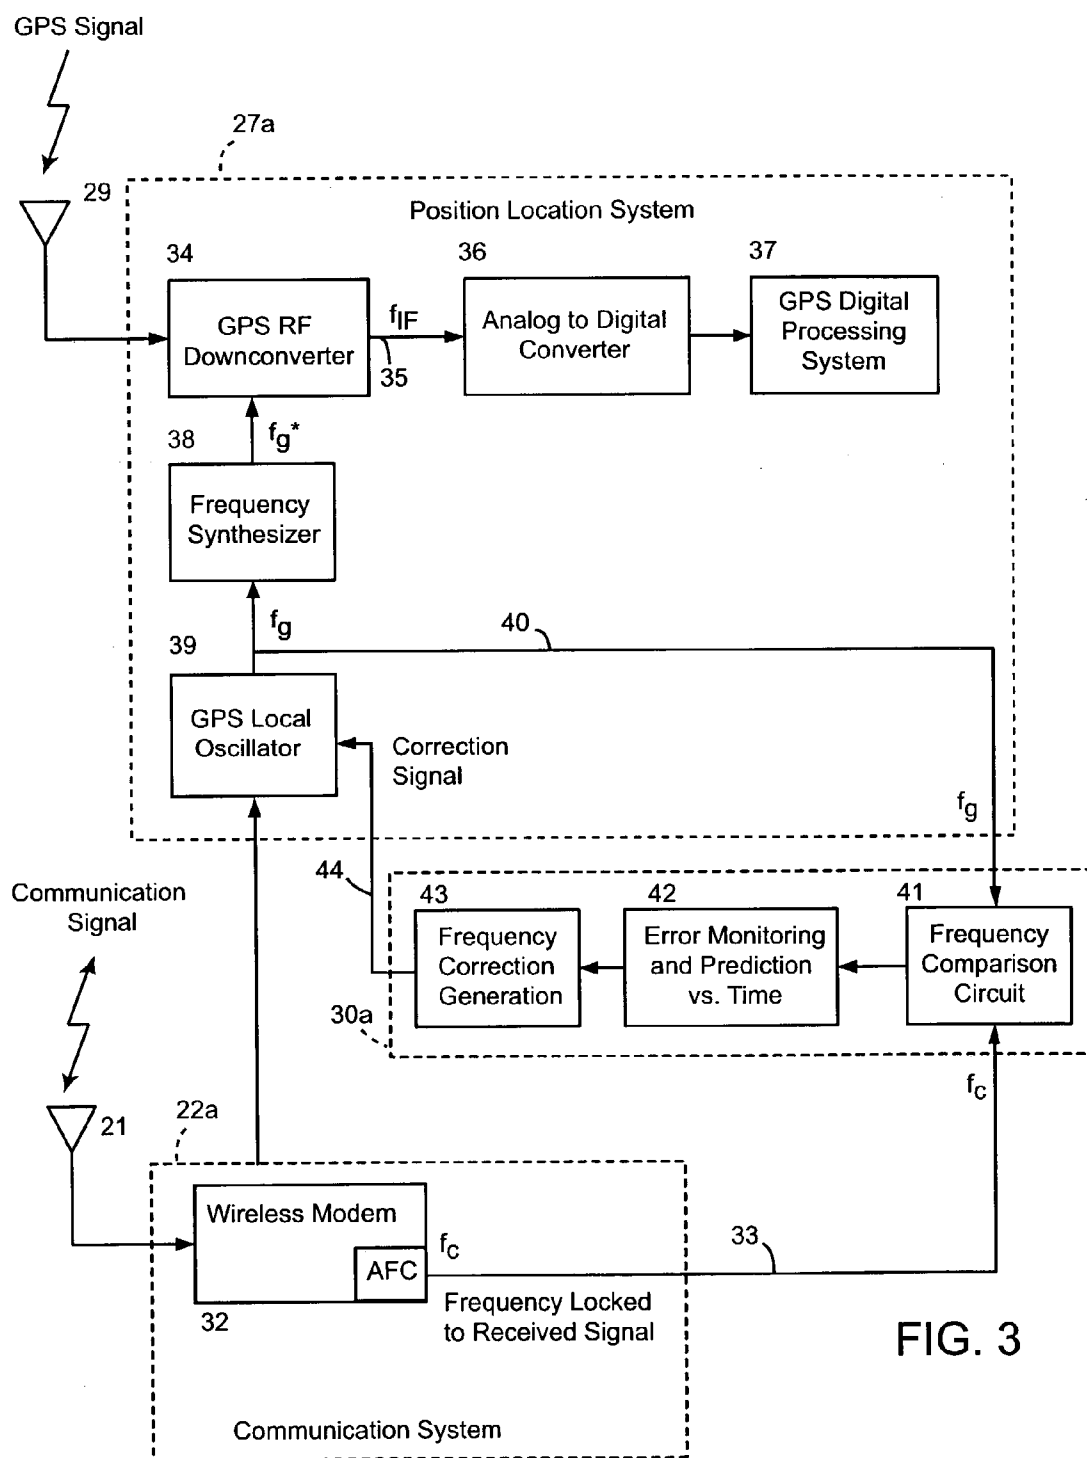 GPS Signal
27a
29
Position Location System
34
36
37
GPS RF
Downconverter
fIF
35
Analog to Digital
Converter
GPS Digital
Processing
System
38
fg*
Frequency
Synthesizer
fg
40
39
GPS Local
Oscillator
Correction
Signal
fg
Communication
Signal
44
43
42
41
Frequency
Correction
Generation
Error Monitoring
and Prediction
vs. Time
Frequency
Comparison
Circuit
30a
fc
22a
21
Wireless Modem
fc
33
AFC
32
Frequency Locked
to Received Signal
FIG. 3
Communication System